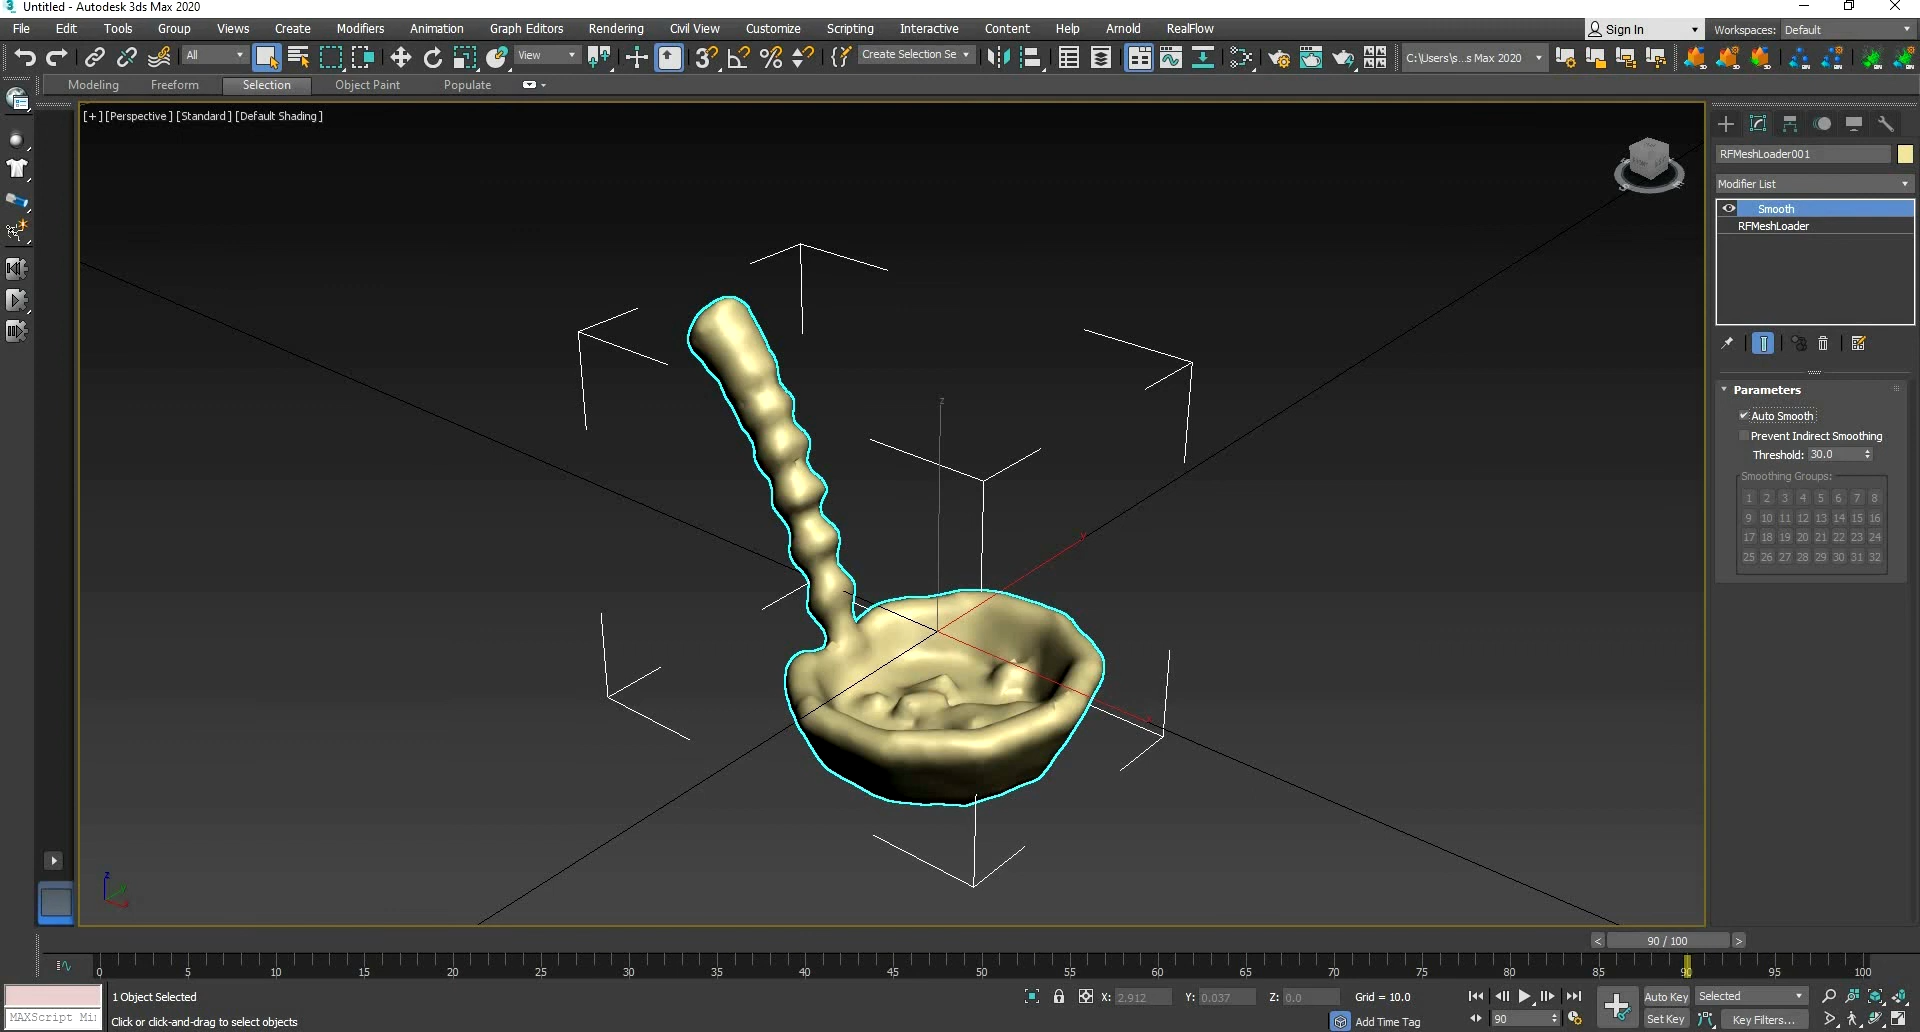 Untitled - Autodesk 3ds Max 2020
File Edit Tools Group Views Create Modifiers Animation Graph Editors Rendering Civil View Customize Scripting Interactive Content Help Arnold RealFlow
Sign In
Workspaces: Default
All
View
Create Selection Se
C:\Users\s...s Max 2020
Modeling Freeform Selection Object Paint Populate
[+] [Perspective] [Standard] [Default Shading]
RFMeshLoader001
Modifier List
Smooth
RFMeshLoader
Parameters
Auto Smooth
Prevent Indirect Smoothing
Threshold: 30.0
Smoothing Groups:
1 2 3 4 5 6 7 8
9 10 11 12 13 14 15 16
17 18 19 20 21 22 23 24
25 26 27 28 29 30 31 32
z
y
z
< 90 / 100 >
0 5 10 15 20 25 30 35 40 45 50 55 60 65 70 75 80 85 90 95 100
1 Object Selected
X: 2.912 Y: 0.037 Z: 0.0 Grid = 10.0
Auto Key Selected
MAXScript Mi
Click or click-and-drag to select objects
Add Time Tag
90
Set Key Key Filters...